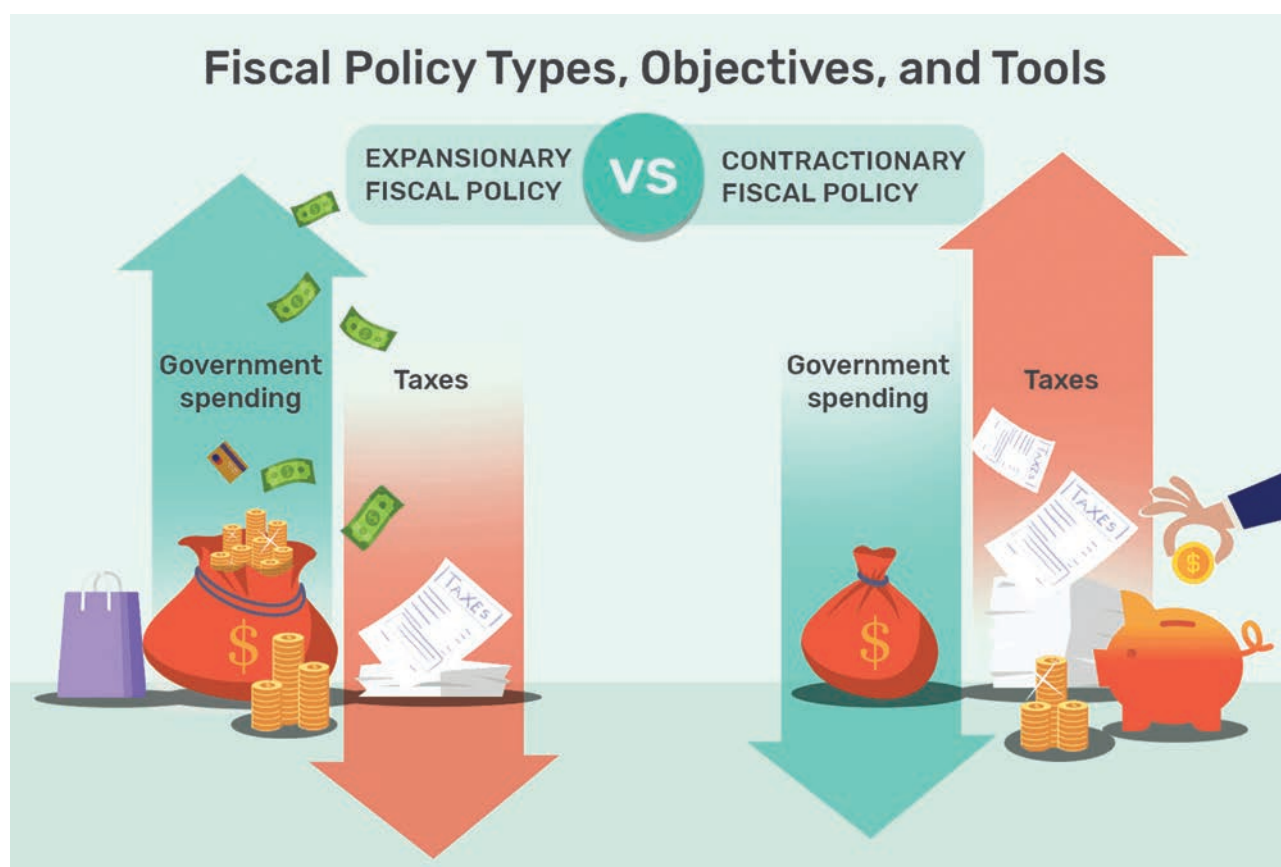 Fiscal Policy Types, Objectives, and Tools
EXPANSIONARY
FISCAL POLICY
VS
CONTRACTIONARY
FISCAL POLICY
Government
spending
Taxes
Government
spending
Taxes
TAXES
TAXES
TAXES
$
$
$